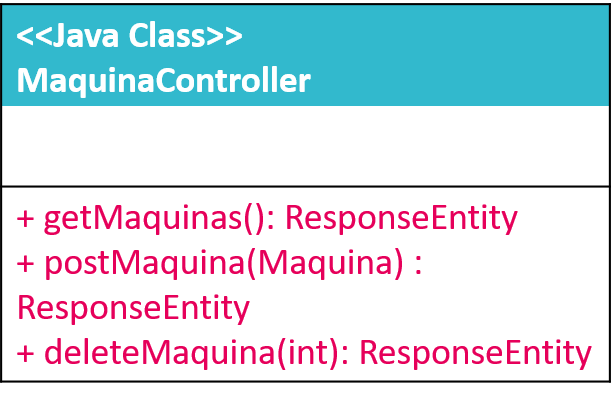 <<Java Class>>
MaquinaController
+ getMaquinas(): ResponseEntity
+ postMaquina(Maquina) :
ResponseEntity
+ deleteMaquina(int): ResponseEntity